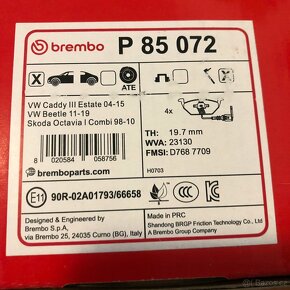 brembo P 85 072
X
ATE
X
4x
VW Caddy III Estate 04-15
VW Beetle 11-19
Skoda Octavia I Combi 98-10
TH: 19.7 mm
WVA: 23130
FMSI: D768 7709
8 020584 058756
bremboparts.com
H0703
E11 90R-02A01793/66658
Designed & Engineered by
Brembo S.p.A.
via Brembo 25, 24035 Curno (BG), Italy
Made in PRC
Shandong BRGP Friction Technology Co.
A Brembo Group Company